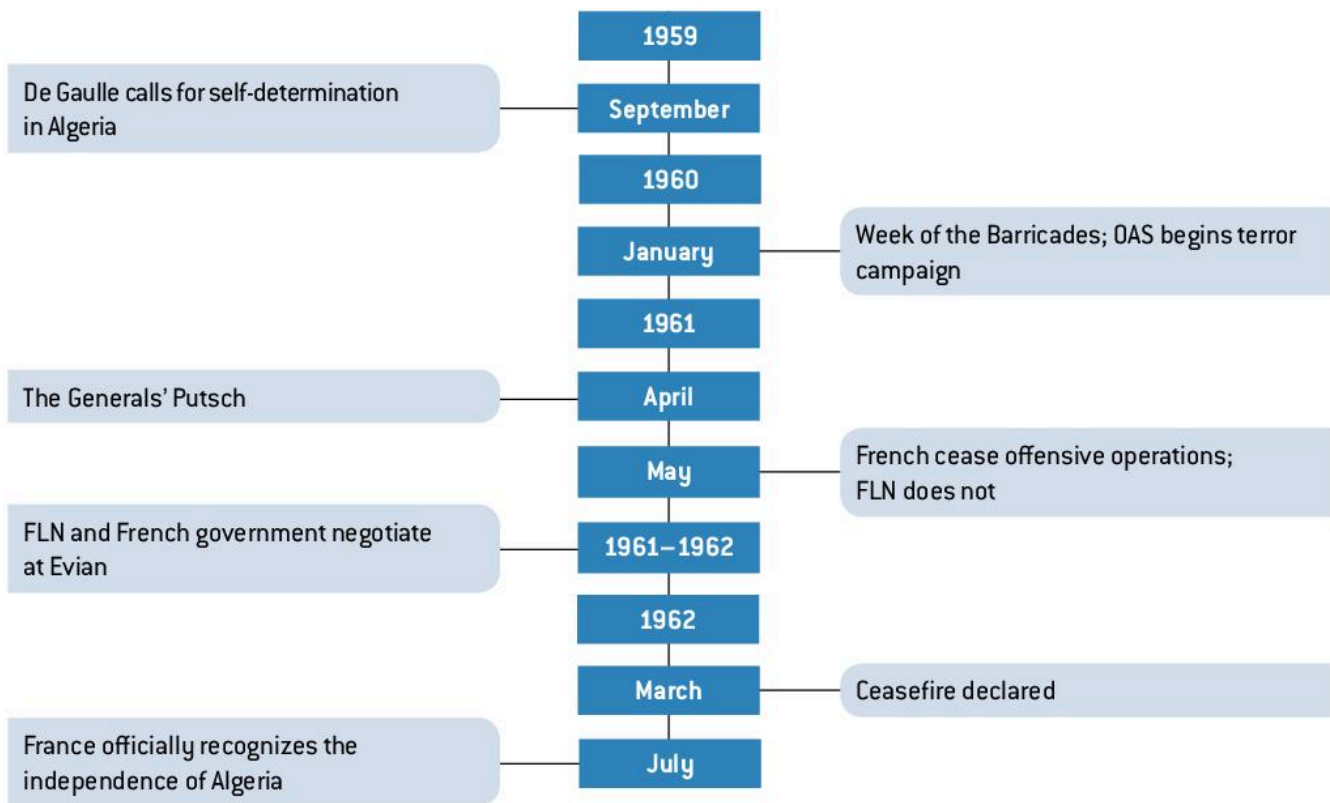 1959
De Gaulle calls for self-determination
in Algeria
September
1960
January
Week of the Barricades; OAS begins terror
campaign
1961
The Generals’ Putsch
April
May
French cease offensive operations;
FLN does not
FLN and French government negotiate
at Evian
1961–1962
1962
March
Ceasefire declared
France officially recognizes the
independence of Algeria
July